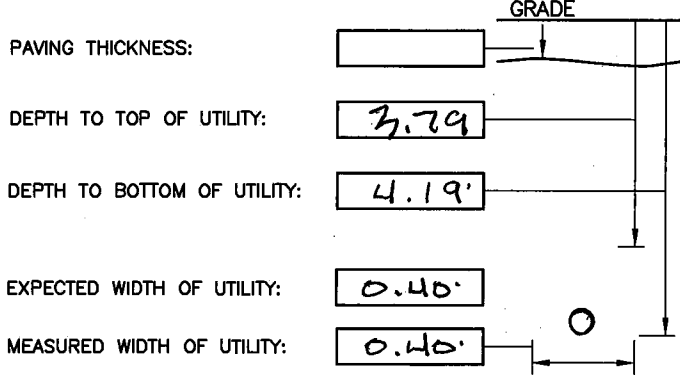 GRADE
PAVING THICKNESS:
DEPTH TO TOP OF UTILITY: 3.79
DEPTH TO BOTTOM OF UTILITY: 4.19'
EXPECTED WIDTH OF UTILITY: 0.40'
MEASURED WIDTH OF UTILITY: 0.40'